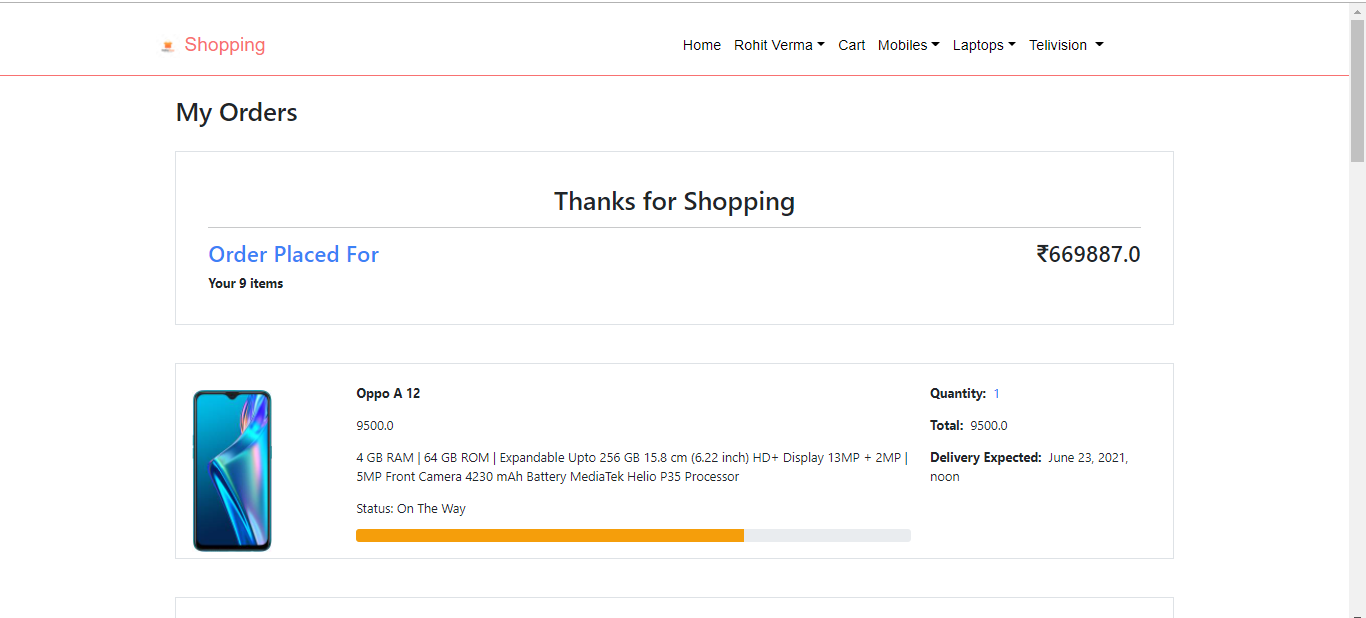 Shopping
Home Rohit Verma Cart Mobiles Laptops Telivision
My Orders
Thanks for Shopping
Order Placed For ₹669887.0
Your 9 items
Oppo A 12
9500.0
4 GB RAM | 64 GB ROM | Expandable Upto 256 GB 15.8 cm (6.22 inch) HD+ Display 13MP + 2MP |
5MP Front Camera 4230 mAh Battery MediaTek Helio P35 Processor
Status: On The Way
Quantity: 1
Total: 9500.0
Delivery Expected: June 23, 2021,
noon